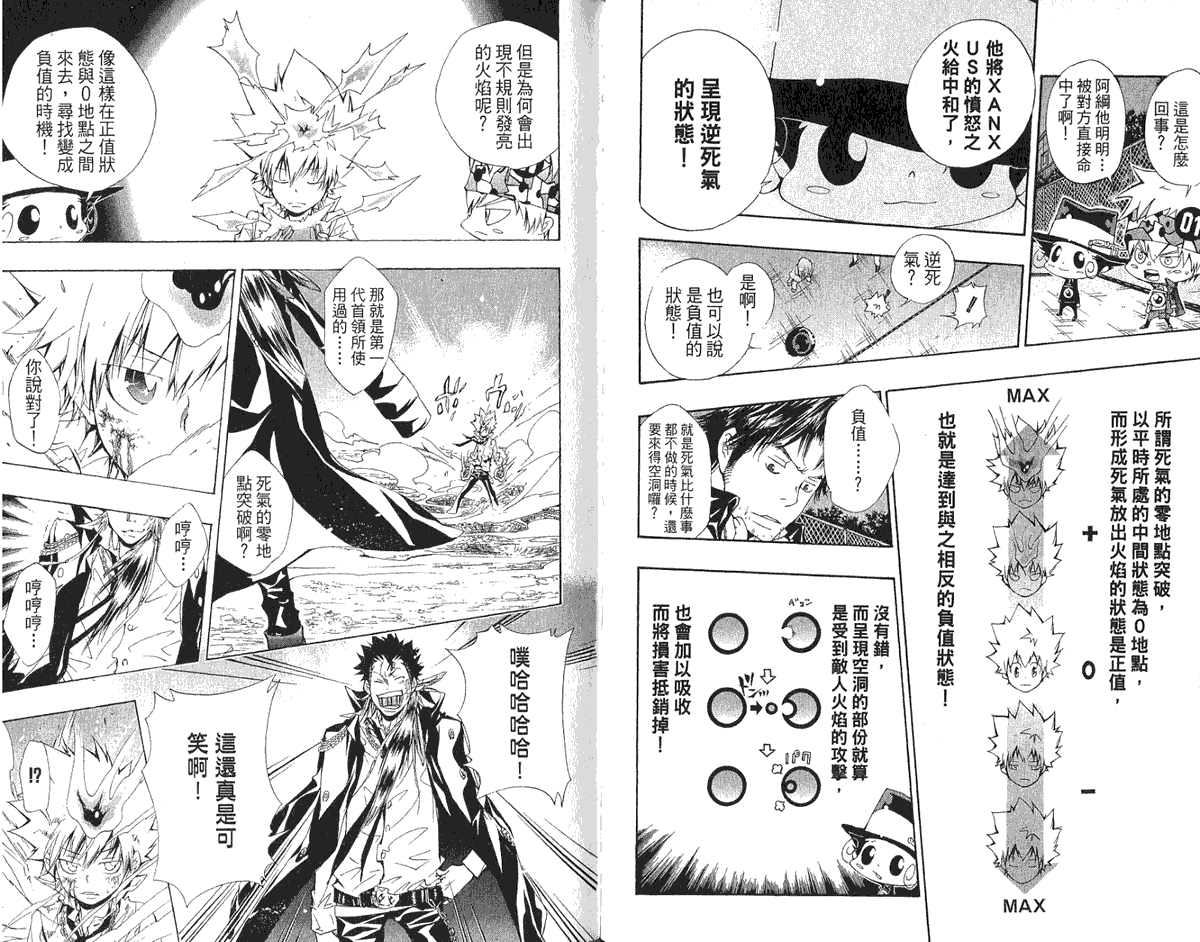 這是怎麼
回事？
阿綱他明明…
被對方直接命
中了啊！
01
他將XANX
US的憤怒之
火給中和了，
呈現逆死氣
的狀態！
！
逆死
氣？
是啊！
也可以說
是負值的
狀態！
所謂死氣的零地點突破，
以平時所處的中間狀態為0地點，
而形成死氣放出火焰的狀態是正值，
MAX
+
0
－
MAX
也就是達到與之相反的負值狀態！
負值……？
就是死氣比什麼事
都不做的時候，還
要來得空洞囉？
沒有錯，
而呈現空洞的部份就算
是受到敵人火焰的攻擊，
ドンッ
也會加以吸收
而將損害抵銷掉！
但是為何會出
現不規則發亮
的火焰呢？
像這樣在正值狀
態與0地點之間
來去，尋找變成
負值的時機！
那就是第一
代首領所使
用過的……
死氣的零地
點突破啊？
你說對了！
哼哼…
哼哼哼…
噗哈哈哈哈！
這還真是可
笑啊！
!?